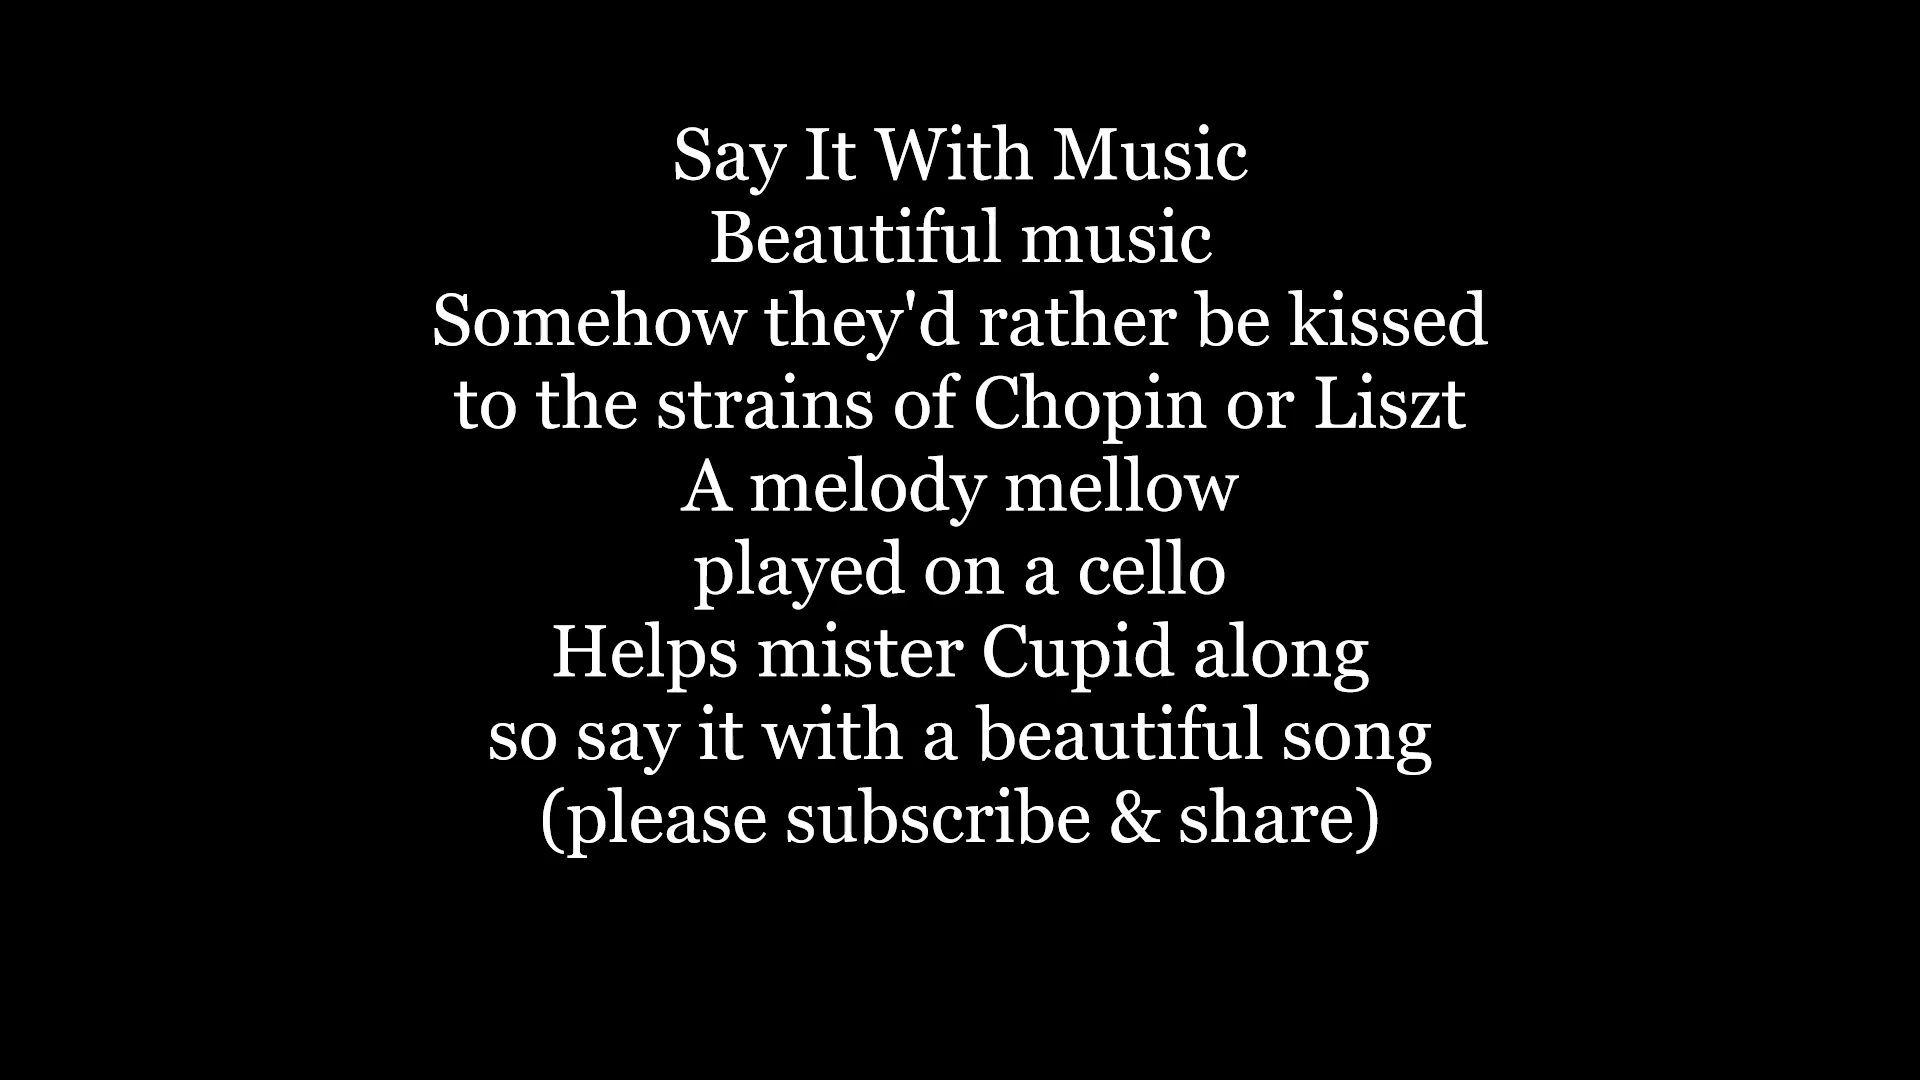 Say It With Music
Beautiful music
Somehow they'd rather be kissed
to the strains of Chopin or Liszt
A melody mellow
played on a cello
Helps mister Cupid along
so say it with a beautiful song
(please subscribe & share)